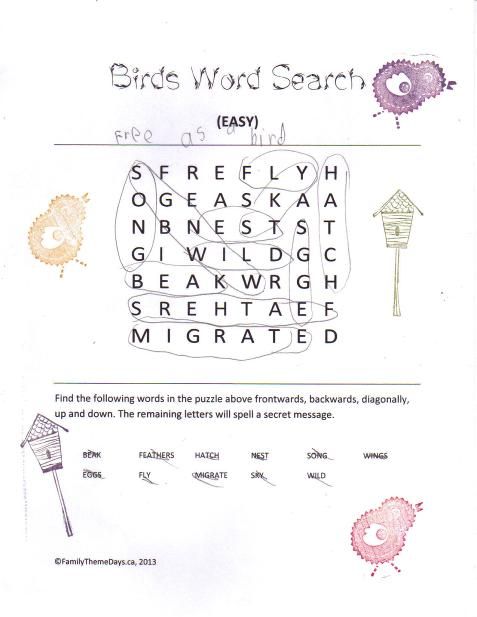 Birds Word Search
(EASY)
Free as a bird
S F R E F L Y H
O G E A S K A A
N B N E S T S T
G I W I L D G C
B E A K W R G H
S R E H T A E F
M I G R A T E D
Find the following words in the puzzle above frontwards, backwards, diagonally,
up and down. The remaining letters will spell a secret message.
BEAK FEATHERS HATCH NEST SONG WINGS
EGGS FLY MIGRATE SKY WILD
©FamilyThemeDays.ca, 2013